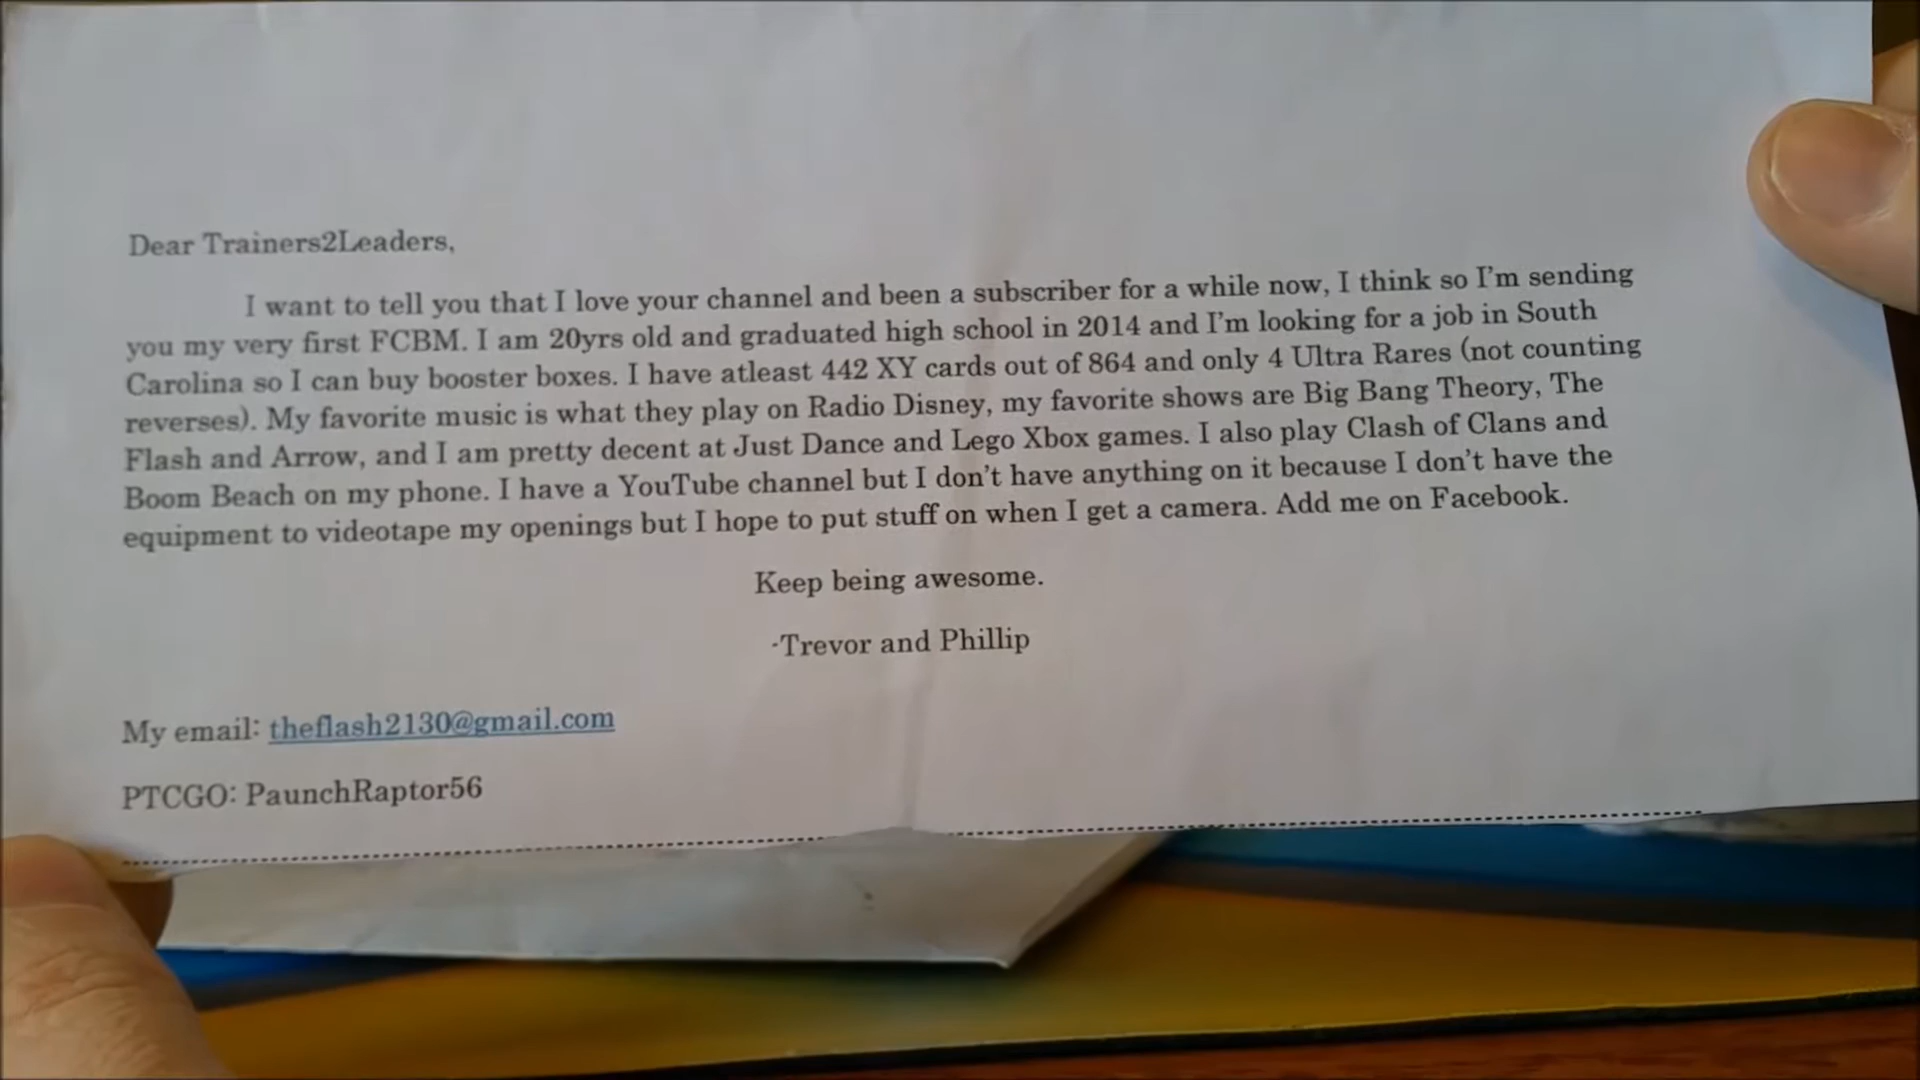 Dear Trainers2Leaders,
I want to tell you that I love your channel and been a subscriber for a while now, I think so I'm sending
you my very first FCBM. I am 20yrs old and graduated high school in 2014 and I'm looking for a job in South
Carolina so I can buy booster boxes. I have atleast 442 XY cards out of 864 and only 4 Ultra Rares (not counting
reverses). My favorite music is what they play on Radio Disney, my favorite shows are Big Bang Theory, The
Flash and Arrow, and I am pretty decent at Just Dance and Lego Xbox games. I also play Clash of Clans and
Boom Beach on my phone. I have a YouTube channel but I don't have anything on it because I don't have the
equipment to videotape my openings but I hope to put stuff on when I get a camera. Add me on Facebook.
Keep being awesome.
-Trevor and Phillip
My email: theflash2130@gmail.com
PTCGO: PaunchRaptor56